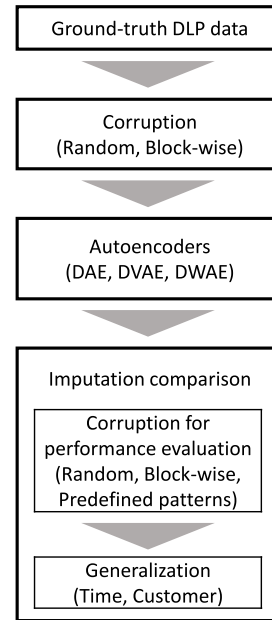 Ground-truth DLP data
Corruption
(Random, Block-wise)
Autoencoders
(DAE, DVAE, DWAE)
Imputation comparison
Corruption for
performance evaluation
(Random, Block-wise,
Predefined patterns)
Generalization
(Time, Customer)